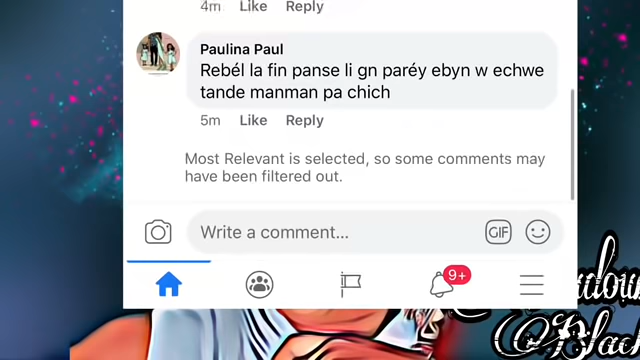 4m Like Reply
Paulina Paul
Rebél la fin panse li gn paréy ebyn w echwe
tande manman pa chich
5m Like Reply
Most Relevant is selected, so some comments may
have been filtered out.
Write a comment...
GIF
9+